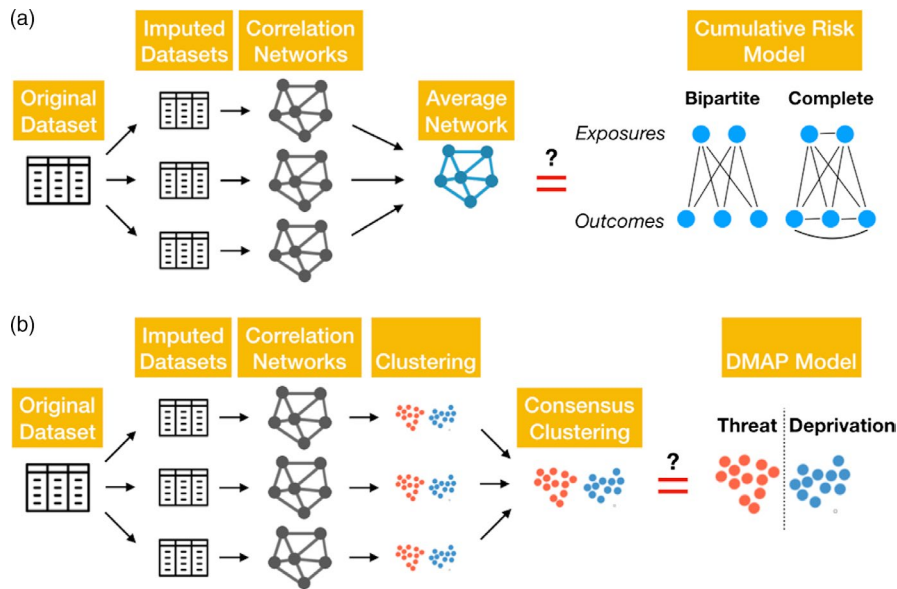 (a)
Imputed
Datasets
Correlation
Networks
Cumulative Risk
Model
Original
Dataset
Average
Network
Bipartite
Complete
Exposures
?
=
Outcomes
(b)
Imputed
Datasets
Correlation
Networks
Clustering
DMAP Model
Original
Dataset
Consensus
Clustering
Threat
Deprivation
?
=